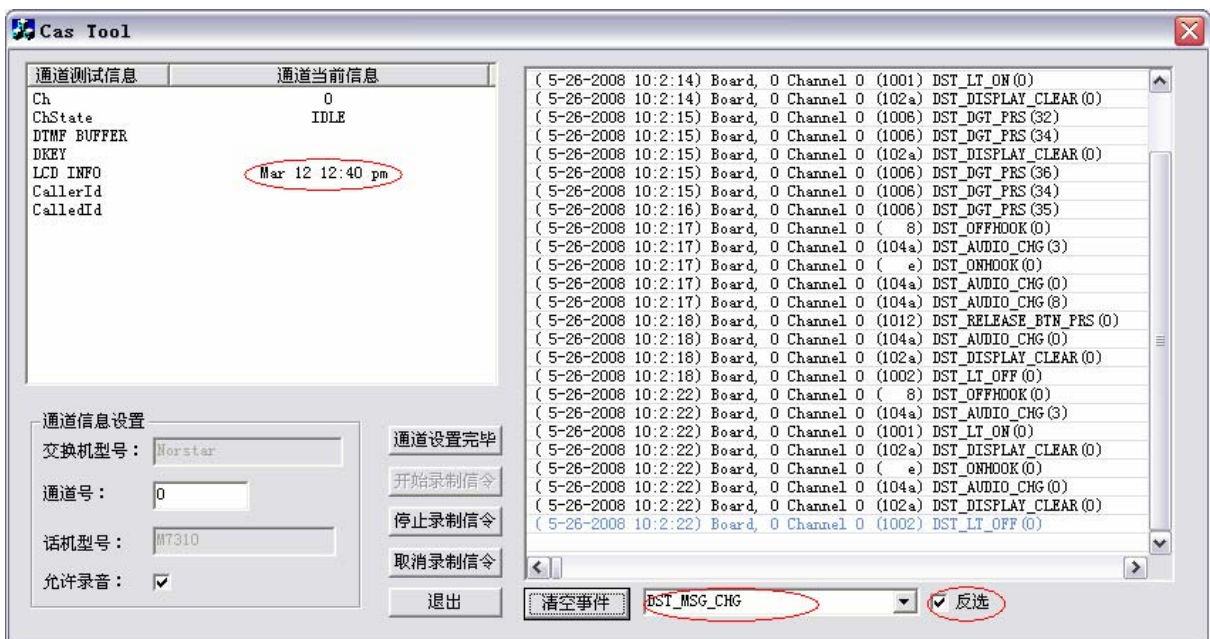 Cas Tool
通道测试信息 通道当前信息
Ch 0
ChState IDLE
DTMF BUFFER
DKEY
LCD INFO Mar 12 12:40 pm
CallerId
CalledId
( 5-26-2008 10:2:14) Board, 0 Channel 0 (1001) DST_LT_ON(0)
( 5-26-2008 10:2:14) Board, 0 Channel 0 (102a) DST_DISPLAY_CLEAR(0)
( 5-26-2008 10:2:15) Board, 0 Channel 0 (1006) DST_DGT_PRS(32)
( 5-26-2008 10:2:15) Board, 0 Channel 0 (1006) DST_DGT_PRS(34)
( 5-26-2008 10:2:15) Board, 0 Channel 0 (102a) DST_DISPLAY_CLEAR(0)
( 5-26-2008 10:2:15) Board, 0 Channel 0 (1006) DST_DGT_PRS(36)
( 5-26-2008 10:2:15) Board, 0 Channel 0 (1006) DST_DGT_PRS(34)
( 5-26-2008 10:2:16) Board, 0 Channel 0 (1006) DST_DGT_PRS(35)
( 5-26-2008 10:2:17) Board, 0 Channel 0 ( 8) DST_OFFHOOK(0)
( 5-26-2008 10:2:17) Board, 0 Channel 0 (104a) DST_AUDIO_CHG(3)
( 5-26-2008 10:2:17) Board, 0 Channel 0 ( e) DST_ONHOOK(0)
( 5-26-2008 10:2:17) Board, 0 Channel 0 (104a) DST_AUDIO_CHG(0)
( 5-26-2008 10:2:17) Board, 0 Channel 0 (104a) DST_AUDIO_CHG(8)
( 5-26-2008 10:2:18) Board, 0 Channel 0 (1012) DST_RELEASE_BTN_PRS(0)
( 5-26-2008 10:2:18) Board, 0 Channel 0 (104a) DST_AUDIO_CHG(0)
( 5-26-2008 10:2:18) Board, 0 Channel 0 (102a) DST_DISPLAY_CLEAR(0)
( 5-26-2008 10:2:18) Board, 0 Channel 0 (1002) DST_LT_OFF(0)
( 5-26-2008 10:2:22) Board, 0 Channel 0 ( 8) DST_OFFHOOK(0)
( 5-26-2008 10:2:22) Board, 0 Channel 0 (104a) DST_AUDIO_CHG(3)
( 5-26-2008 10:2:22) Board, 0 Channel 0 (1001) DST_LT_ON(0)
( 5-26-2008 10:2:22) Board, 0 Channel 0 (102a) DST_DISPLAY_CLEAR(0)
( 5-26-2008 10:2:22) Board, 0 Channel 0 ( e) DST_ONHOOK(0)
( 5-26-2008 10:2:22) Board, 0 Channel 0 (104a) DST_AUDIO_CHG(0)
( 5-26-2008 10:2:22) Board, 0 Channel 0 (102a) DST_DISPLAY_CLEAR(0)
( 5-26-2008 10:2:22) Board, 0 Channel 0 (1002) DST_LT_OFF(0)
通道信息设置
交换机型号： Norstar
通道号： 0
话机型号： M7310
允许录音：
通道设置完毕
开始录制信令
停止录制信令
取消录制信令
退出
清空事件 DST_MSG_CHG 反选